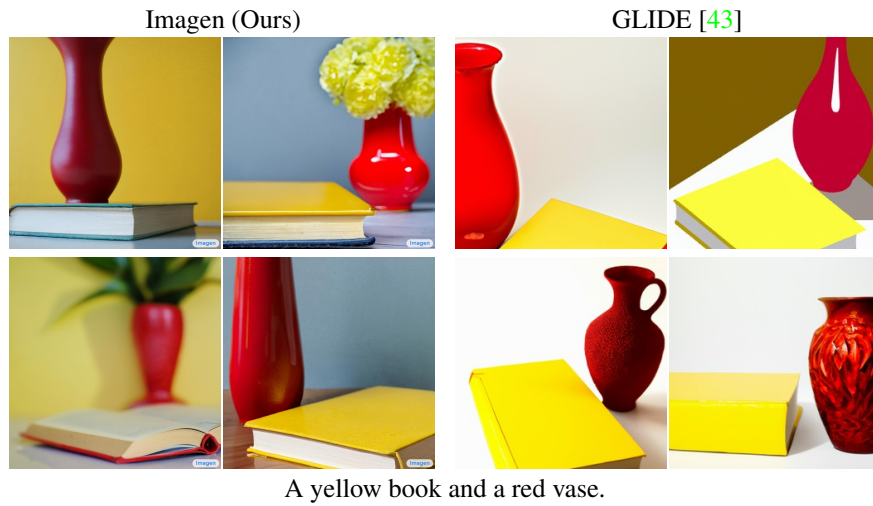 Imagen (Ours)
GLIDE [43]
Imagen
Imagen
Imagen
Imagen
A yellow book and a red vase.